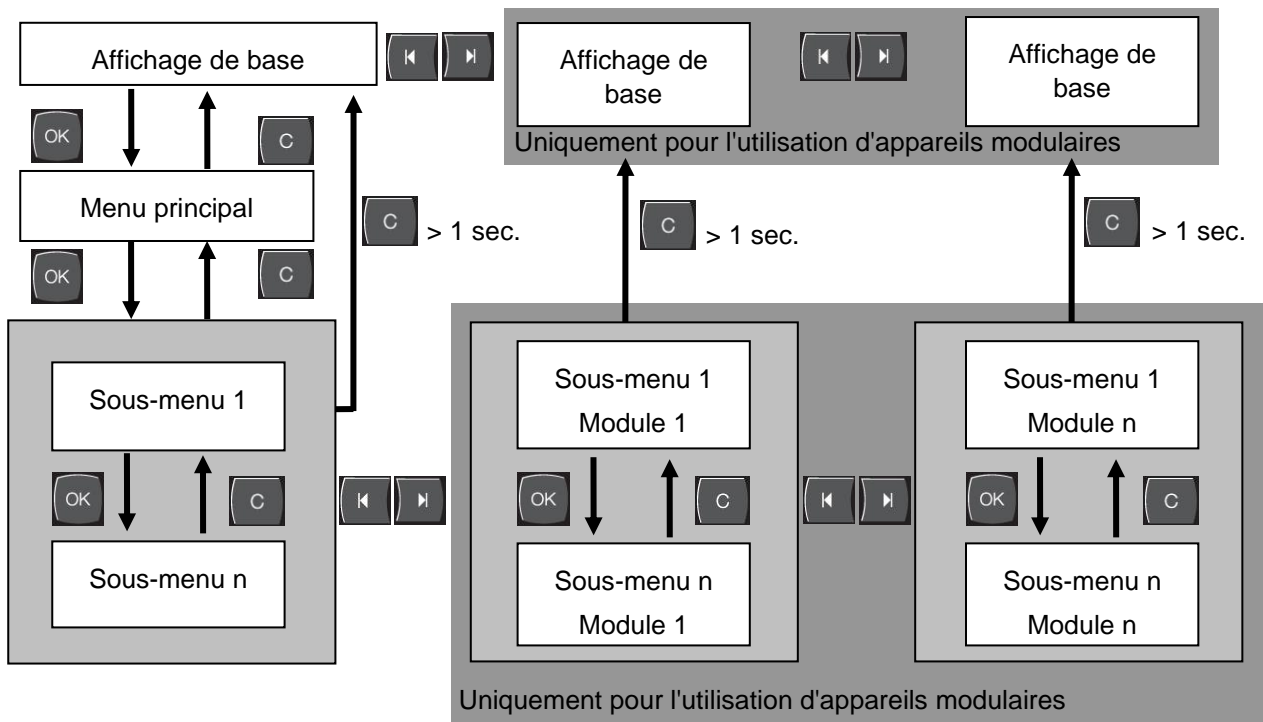 Affichage de base
Affichage de
base
Affichage de
base
Uniquement pour l'utilisation d'appareils modulaires
OK
C
Menu principal
C
> 1 sec.
C
> 1 sec.
C
> 1 sec.
OK
C
Sous-menu 1
Sous-menu 1
Module 1
Sous-menu 1
Module n
OK
C
OK
C
OK
C
Sous-menu n
Sous-menu n
Module 1
Sous-menu n
Module n
Uniquement pour l'utilisation d'appareils modulaires